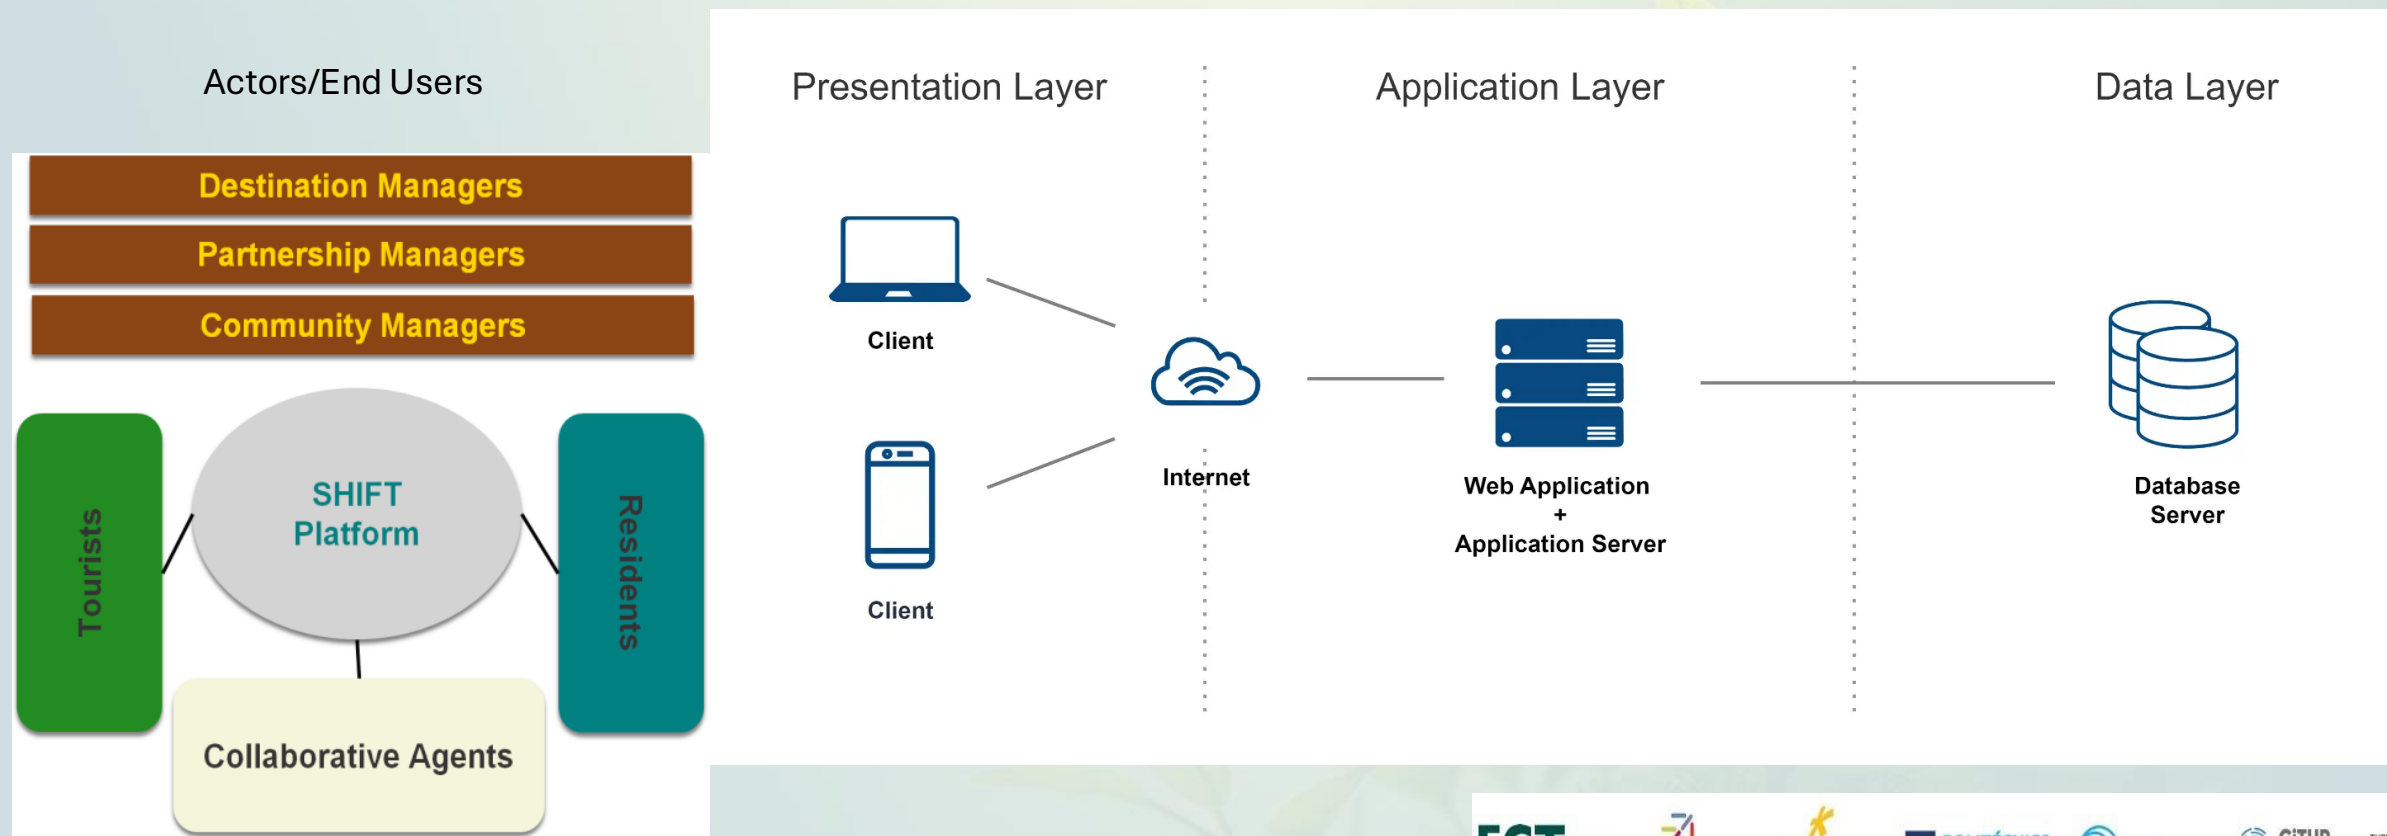 Actors/End Users
Destination Managers
Partnership Managers
Community Managers
Tourists
SHIFT
Platform
Residents
Collaborative Agents
Presentation Layer
Application Layer
Data Layer
Client
Client
Internet
Web Application
+
Application Server
Database
Server